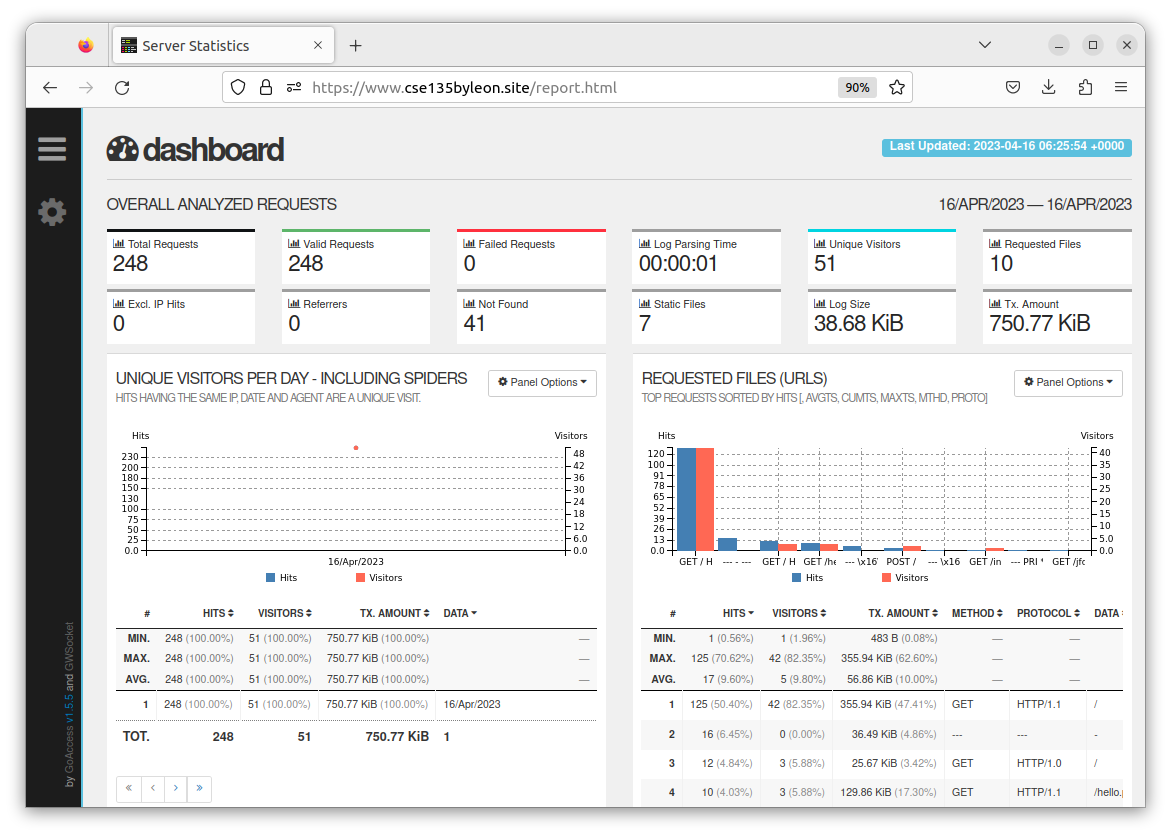 Server Statistics
https://www.cse135byleon.site/report.html 90%
dashboard
Last Updated: 2023-04-16 06:25:54 +0000
OVERALL ANALYZED REQUESTS
16/APR/2023 — 16/APR/2023
Total Requests
248
Valid Requests
248
Failed Requests
0
Log Parsing Time
00:00:01
Unique Visitors
51
Requested Files
10
Excl. IP Hits
0
Referrers
0
Not Found
41
Static Files
7
Log Size
38.68 KiB
Tx. Amount
750.77 KiB
UNIQUE VISITORS PER DAY - INCLUDING SPIDERS
Panel Options
HITS HAVING THE SAME IP, DATE AND AGENT ARE A UNIQUE VISIT.
Hits Visitors
230
200
180
150
130
100
75
50
25
0.0
48
42
36
30
24
18
12
6.0
0.0
16/Apr/2023
Hits Visitors
# HITS VISITORS TX. AMOUNT DATA
MIN. 248 (100.00%) 51 (100.00%) 750.77 KiB (100.00%) —
MAX. 248 (100.00%) 51 (100.00%) 750.77 KiB (100.00%) —
AVG. 248 (100.00%) 51 (100.00%) 750.77 KiB (100.00%) —
1 248 (100.00%) 51 (100.00%) 750.77 KiB (100.00%) 16/Apr/2023
TOT. 248 51 750.77 KiB 1
« ‹ › »
REQUESTED FILES (URLS)
Panel Options
TOP REQUESTS SORTED BY HITS [, AVGTS, CUMTS, MAXTS, MTHD, PROTO]
Hits Visitors
120
100
91
78
65
52
39
26
13
0.0
40
35
30
25
20
15
10
5.0
0.0
GET / H --- - --- GET / H GET /he --- \x16 POST / --- \x16 GET /in --- PRI * GET /jfc
Hits Visitors
# HITS VISITORS TX. AMOUNT METHOD PROTOCOL DATA
MIN. 1 (0.56%) 1 (1.96%) 483 B (0.08%) — —
MAX. 125 (70.62%) 42 (82.35%) 355.94 KiB (62.60%) — —
AVG. 17 (9.60%) 5 (9.80%) 56.86 KiB (10.00%) — —
1 125 (50.40%) 42 (82.35%) 355.94 KiB (47.41%) GET HTTP/1.1 /
2 16 (6.45%) 0 (0.00%) 36.49 KiB (4.86%) --- --- -
3 12 (4.84%) 3 (5.88%) 25.67 KiB (3.42%) GET HTTP/1.0 /
4 10 (4.03%) 3 (5.88%) 129.86 KiB (17.30%) GET HTTP/1.1 /hello.
by GoAccess v1.5.5 and GWSocket